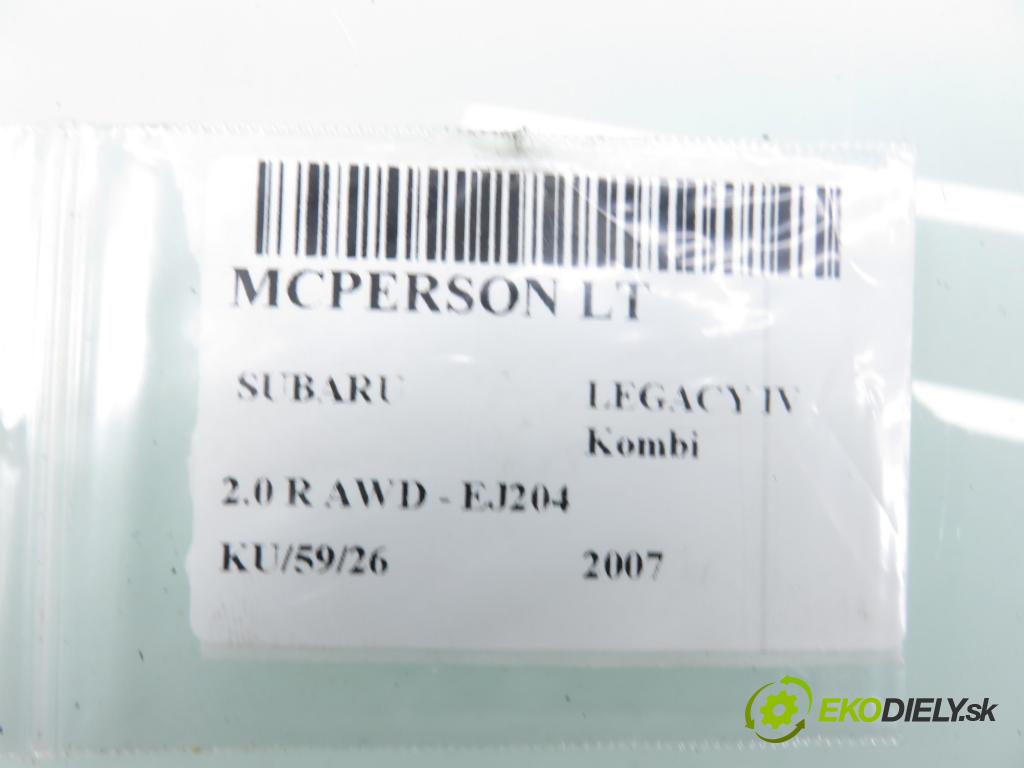 MCPERSON LT
SUBARU
LEGACY IV
Kombi
2.0 R AWD - EJ204
KU/59/26
2007
EKODIELY.sk